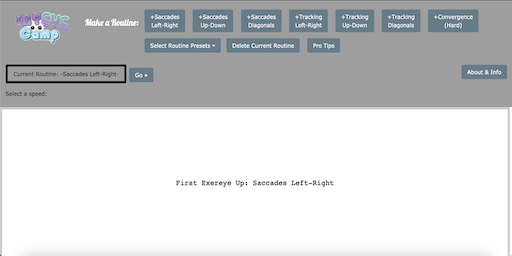 EYE
Camp
Make a Routine:
+Saccades Left-Right
+Saccades Up-Down
+Saccades Diagonals
+Tracking Left-Right
+Tracking Up-Down
+Tracking Diagonals
+Convergence (Hard)
Select Routine Presets
Delete Current Routine
Pro Tips
Current Routine: -Saccades Left-Right-
Go »
About & Info
Select a speed:
First Exereye Up: Saccades Left-Right